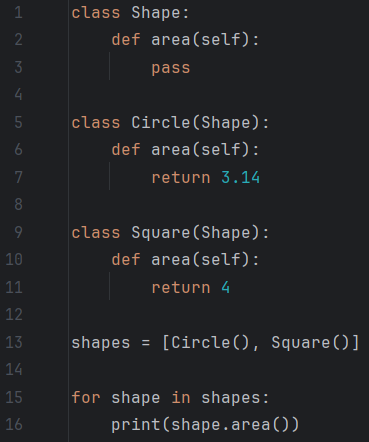 1 class Shape:
2     def area(self):
3         pass
4
5 class Circle(Shape):
6     def area(self):
7         return 3.14
8
9 class Square(Shape):
10     def area(self):
11         return 4
12
13 shapes = [Circle(), Square()]
14
15 for shape in shapes:
16     print(shape.area())